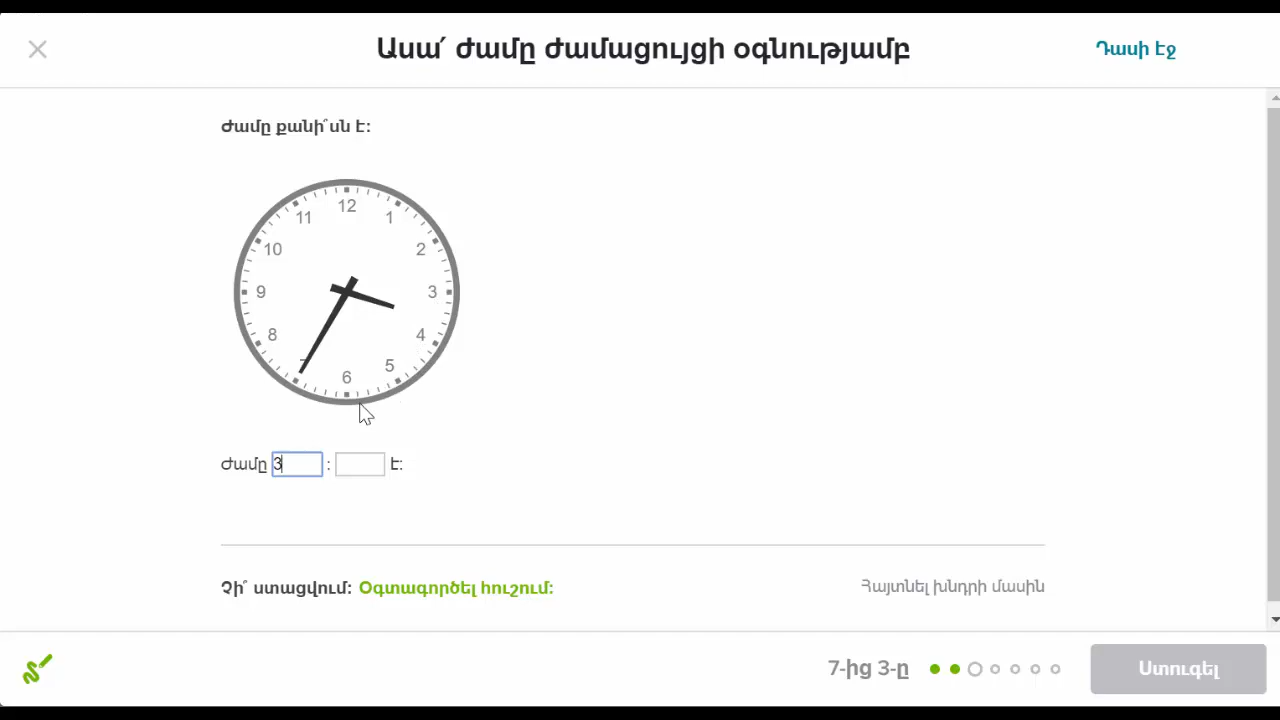 Ասա՛ ժամը ժամացույցի օգնությամբ
Դասի էջ
Ժամը քանի՞սն է:
12
11 1
10 2
9 3
8 4
7 5
6
Ժամը 3 : է:
Չի՞ ստացվում: Օգտագործել հուշում:
Հայտնել խնդրի մասին
7-ից 3-ը
Ստուգել